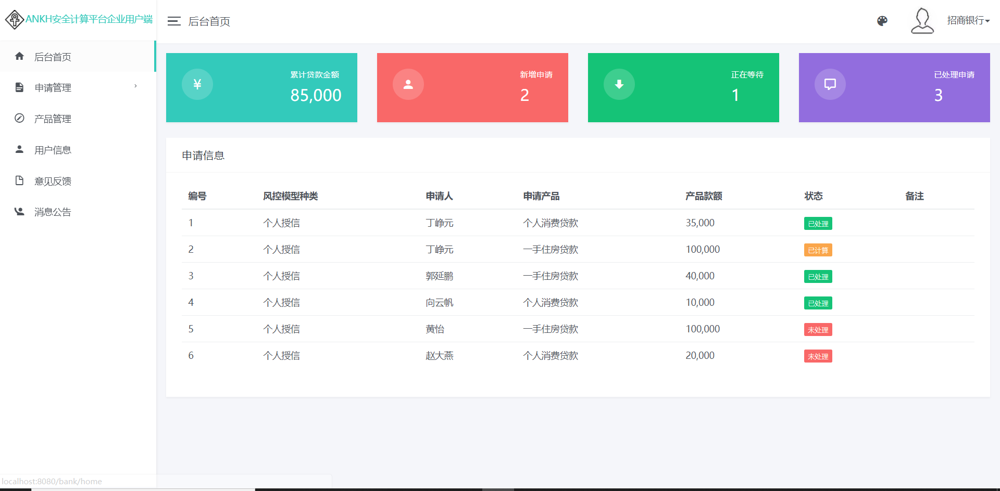 ANKH安全计算平台企业用户端
后台首页
招商银行
后台首页
申请管理
产品管理
用户信息
意见反馈
消息公告
¥
累计贷款金额
85,000
新增申请
2
正在等待
1
已处理申请
3
申请信息
编号 风控模型种类 申请人 申请产品 产品款额 状态 备注
1 个人授信 丁峥元 个人消费贷款 35,000 已处理
2 个人授信 丁峥元 一手住房贷款 100,000 已计算
3 个人授信 郭延鹏 一手住房贷款 40,000 已处理
4 个人授信 向云帆 个人消费贷款 10,000 已处理
5 个人授信 黄怡 一手住房贷款 100,000 未处理
6 个人授信 赵大燕 个人消费贷款 20,000 未处理
localhost:8080/bank/home